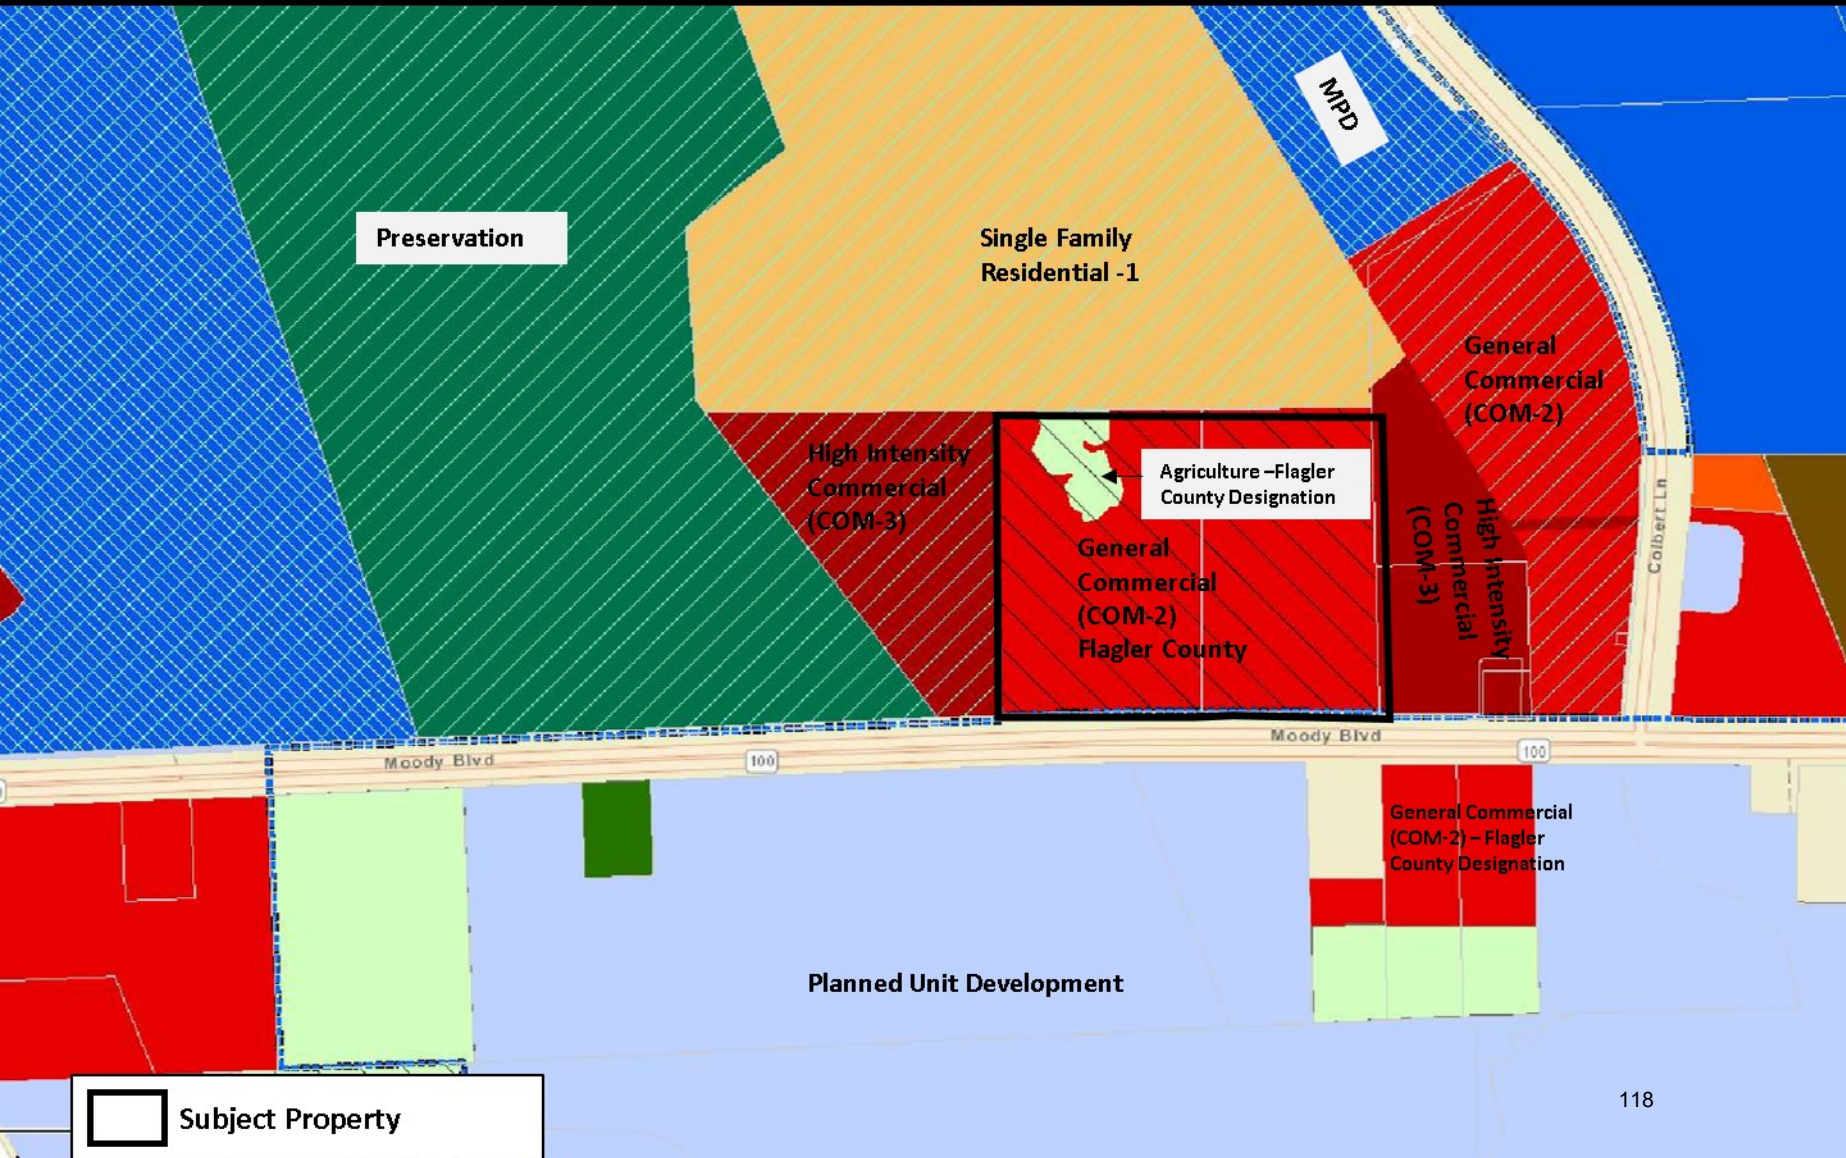 MPD
Preservation
Single Family
Residential -1
General
Commercial
(COM-2)
High Intensity
Commercial
(COM-3)
Agriculture –Flagler
County Designation
General
Commercial
(COM-2)
Flagler County
High Intensity
Commercial
(COM-3)
Colbert Ln
Moody Blvd
100
Moody Blvd
100
General Commercial
(COM-2) – Flagler
County Designation
Planned Unit Development
Subject Property
118